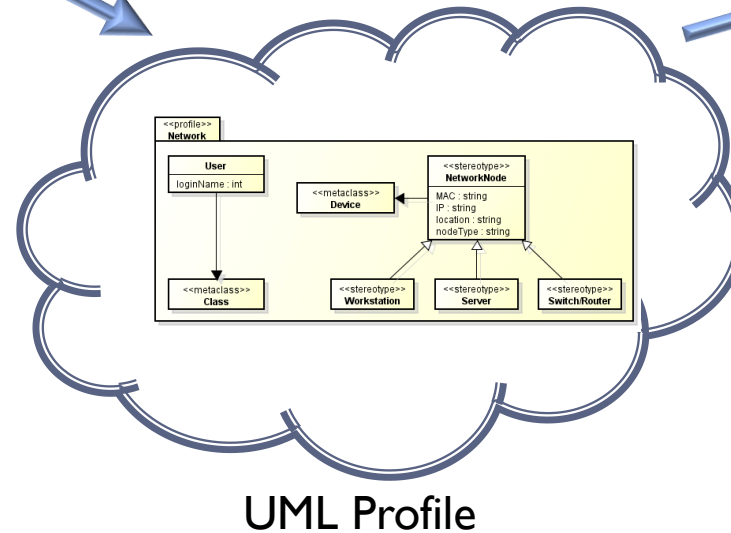 <<profile>>
Network
User
loginName : int
<<metaclass>>
Device
<<stereotype>>
NetworkNode
MAC : string
IP : string
location : string
nodeType : string
<<metaclass>>
Class
<<stereotype>>
Workstation
<<stereotype>>
Server
<<stereotype>>
Switch/Router
UML Profile